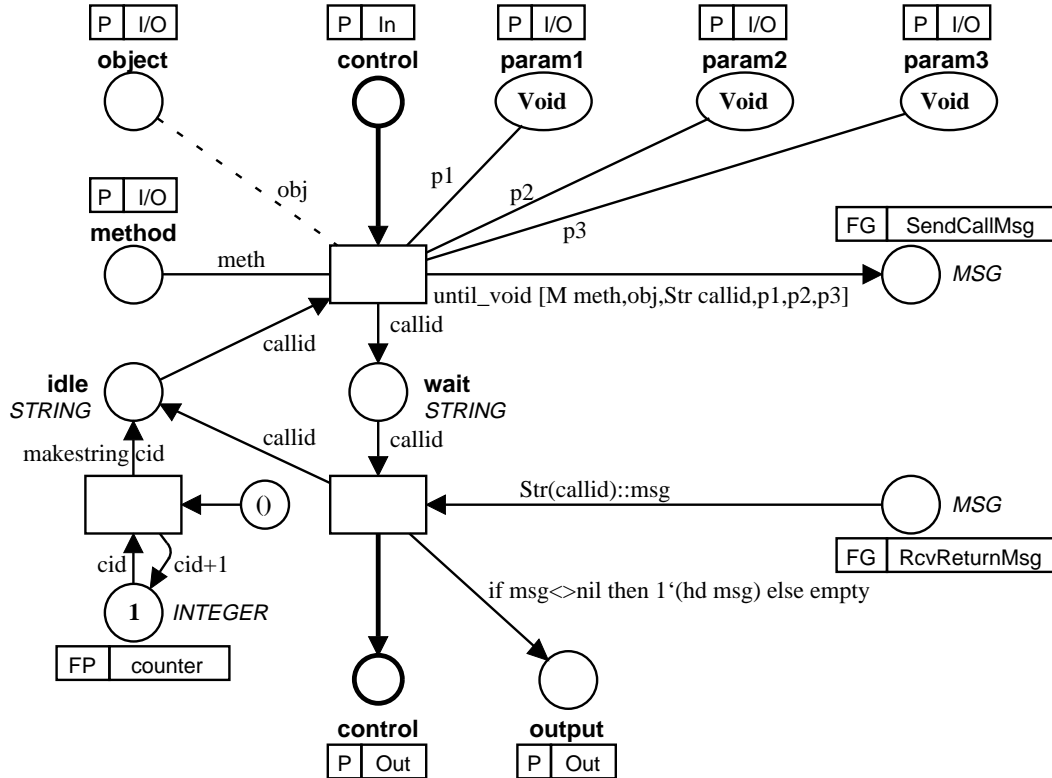 P I/O
P In
P I/O
P I/O
P I/O
object
control
param1
param2
param3
Void
Void
Void
obj
p1
p2
p3
P I/O
method
meth
FG SendCallMsg
MSG
until_void [M meth,obj,Str callid,p1,p2,p3]
callid
callid
idle
STRING
wait
STRING
callid
callid
makestring cid
()
Str(callid)::msg
MSG
FG RcvReturnMsg
cid
cid+1
if msg<>nil then 1‘(hd msg) else empty
1
INTEGER
FP counter
control
output
P Out
P Out